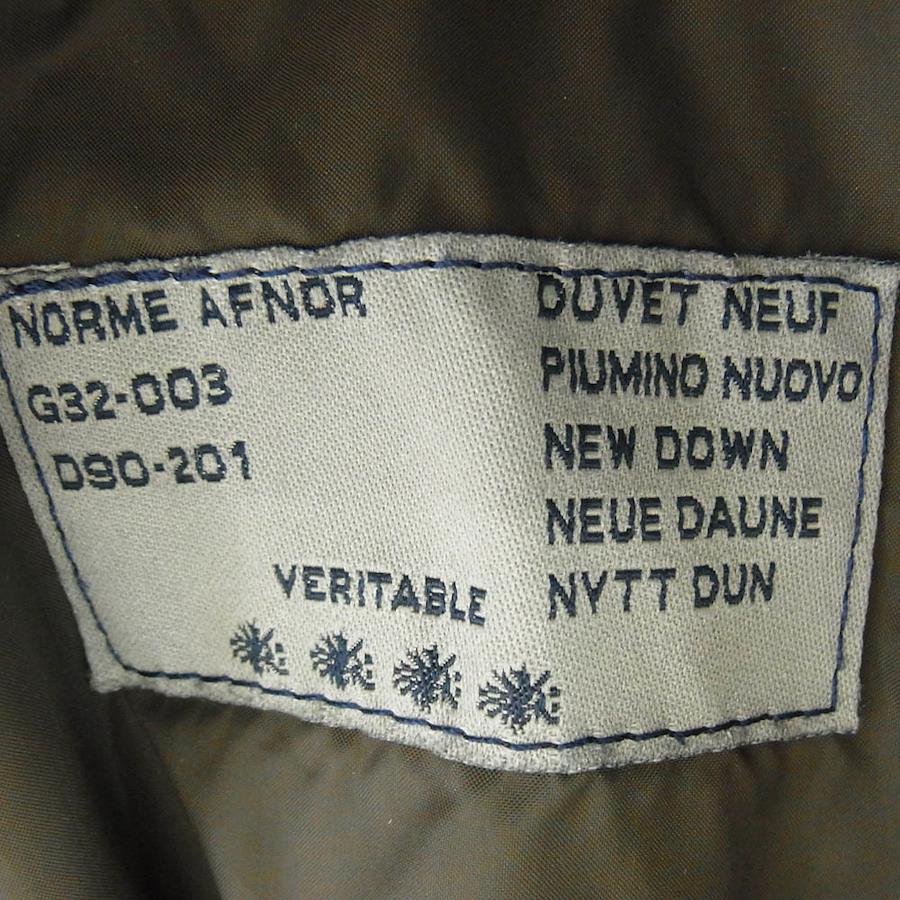 NORME AFNOR
G32-003
D90-201
VERITABLE
DUVET NEUF
PIUMINO NUOVO
NEW DOWN
NEUE DAUNE
NYTT DUN